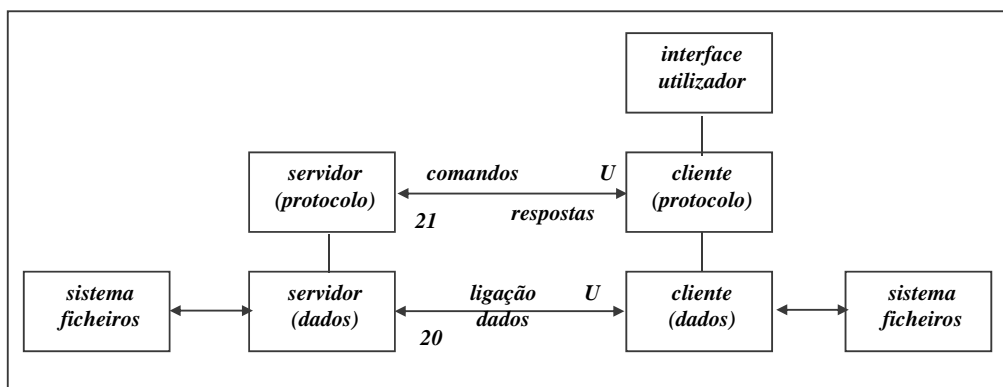 interface
utilizador
servidor
(protocolo)
comandos
U
respostas
21
cliente
(protocolo)
sistema
ficheiros
servidor
(dados)
ligação
dados
U
20
cliente
(dados)
sistema
ficheiros